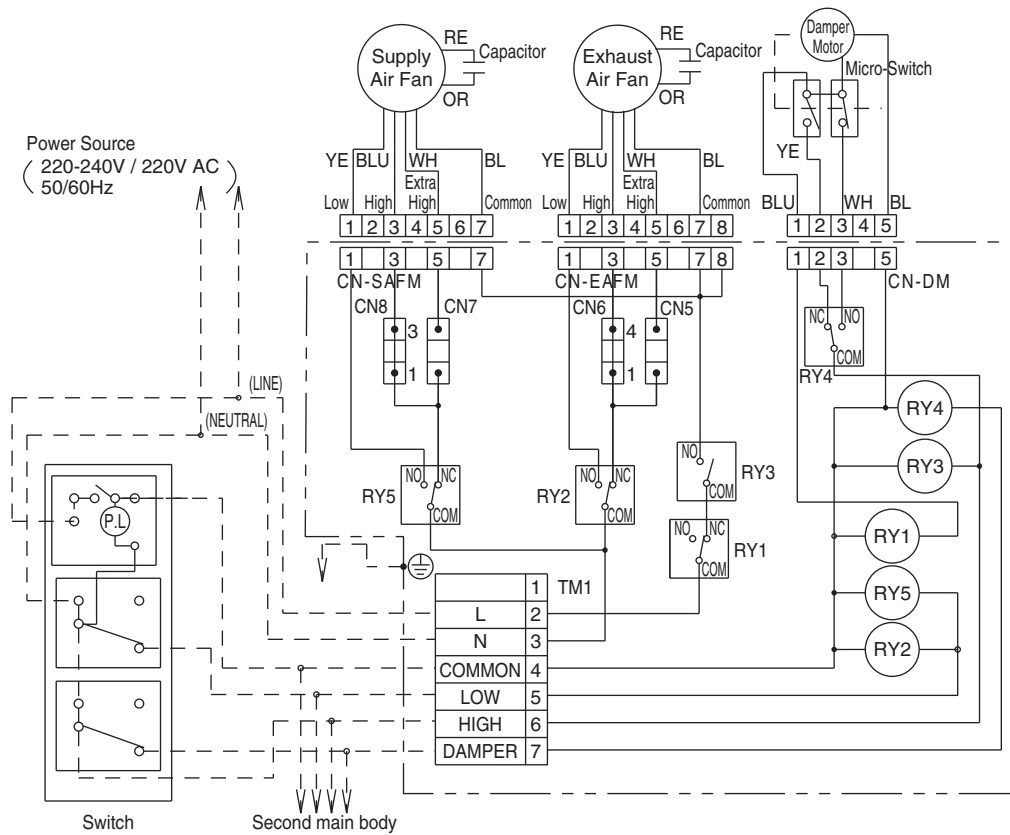 RE
Capacitor
Supply
Air Fan
OR
RE
Capacitor
Exhaust
Air Fan
OR
Damper
Motor
Micro-Switch
Power Source
220-240V / 220V AC
50/60Hz
YE BLU WH BL
Extra
Low High High Common
1 2 3 4 5 6 7
YE BLU WH BL
Extra
Low High High Common
1 2 3 4 5 6 7 8
YE
BLU WH BL
1 2 3 4 5
1 3 5 7
CN-SAFM
1 3 5 7 8
CN-EAFM
1 2 3 5
CN-DM
CN8 CN7
3
1
CN6 CN5
4
1
NC NO
COM
RY4
(LINE)
(NEUTRAL)
RY4
RY3
RY1
RY5
RY2
NO NC
COM
RY5
NO NC
COM
RY2
NO
COM
RY3
NO NC
COM
RY1
P.L
1 TM1
L 2
N 3
COMMON 4
LOW 5
HIGH 6
DAMPER 7
Switch
Second main body